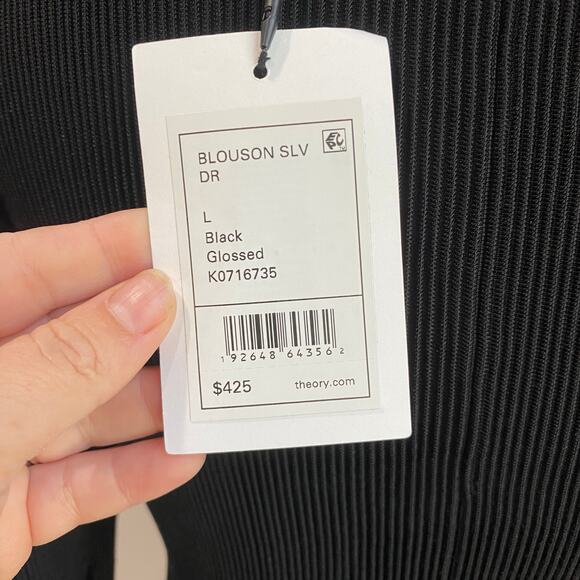 BLOUSON SLV
DR
L
Black
Glossed
K0716735
1 92648 64356 2
$425 theory.com